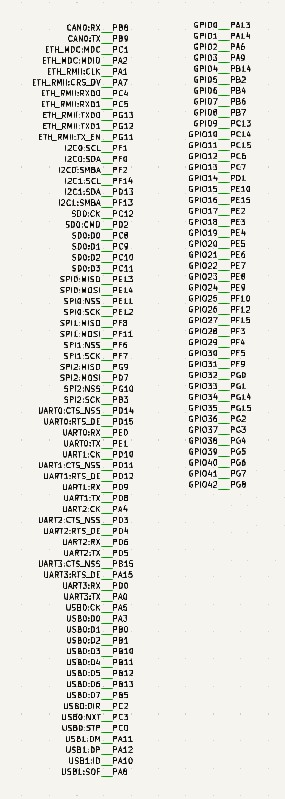 CAN0:RX PB8
CAN0:TX PB9
ETH_MDC:MDC PC1
ETH_MDC:MDIO PA2
ETH_RMII:CLK PA1
ETH_RMII:CRS_DV PA7
ETH_RMII:RXD0 PC4
ETH_RMII:RXD1 PC5
ETH_RMII:TXD0 PG13
ETH_RMII:TXD1 PG12
ETH_RMII:TX_EN PG11
I2C0:SCL PF1
I2C0:SDA PF0
I2C0:SMBA PF2
I2C1:SCL PF14
I2C1:SDA PD13
I2C1:SMBA PF13
SD0:CK PC12
SD0:CMD PD2
SD0:D0 PC8
SD0:D1 PC9
SD0:D2 PC10
SD0:D3 PC11
SPI0:MISO PE13
SPI0:MOSI PE14
SPI0:NSS PE11
SPI0:SCK PE12
SPI1:MISO PF8
SPI1:MOSI PF11
SPI1:NSS PF6
SPI1:SCK PF7
SPI2:MISO PG9
SPI2:MOSI PD7
SPI2:NSS PG10
SPI2:SCK PB3
UART0:CTS_NSS PD14
UART0:RTS_DE PD15
UART0:RX PE0
UART0:TX PE1
UART1:CK PD10
UART1:CTS_NSS PD11
UART1:RTS_DE PD12
UART1:RX PD9
UART1:TX PD8
UART2:CK PA4
UART2:CTS_NSS PD3
UART2:RTS_DE PD4
UART2:RX PD6
UART2:TX PD5
UART3:CTS_NSS PB15
UART3:RTS_DE PA15
UART3:RX PD0
UART3:TX PA0
USB0:CK PA5
USB0:D0 PA3
USB0:D1 PB0
USB0:D2 PB1
USB0:D3 PB10
USB0:D4 PB11
USB0:D5 PB12
USB0:D6 PB13
USB0:D7 PB5
USB0:DIR PC2
USB0:NXT PC3
USB0:STP PC0
USB1:DM PA11
USB1:DP PA12
USB1:ID PA10
USB1:SOF PA8
GPIO0 PA13
GPIO1 PA14
GPIO2 PA6
GPIO3 PA9
GPIO4 PB14
GPIO5 PB2
GPIO6 PB4
GPIO7 PB6
GPIO8 PB7
GPIO9 PC13
GPIO10 PC14
GPIO11 PC15
GPIO12 PC6
GPIO13 PC7
GPIO14 PD1
GPIO15 PE10
GPIO16 PE15
GPIO17 PE2
GPIO18 PE3
GPIO19 PE4
GPIO20 PE5
GPIO21 PE6
GPIO22 PE7
GPIO23 PE8
GPIO24 PE9
GPIO25 PF10
GPIO26 PF12
GPIO27 PF15
GPIO28 PF3
GPIO29 PF4
GPIO30 PF5
GPIO31 PF9
GPIO32 PG0
GPIO33 PG1
GPIO34 PG14
GPIO35 PG15
GPIO36 PG2
GPIO37 PG3
GPIO38 PG4
GPIO39 PG5
GPIO40 PG6
GPIO41 PG7
GPIO42 PG8